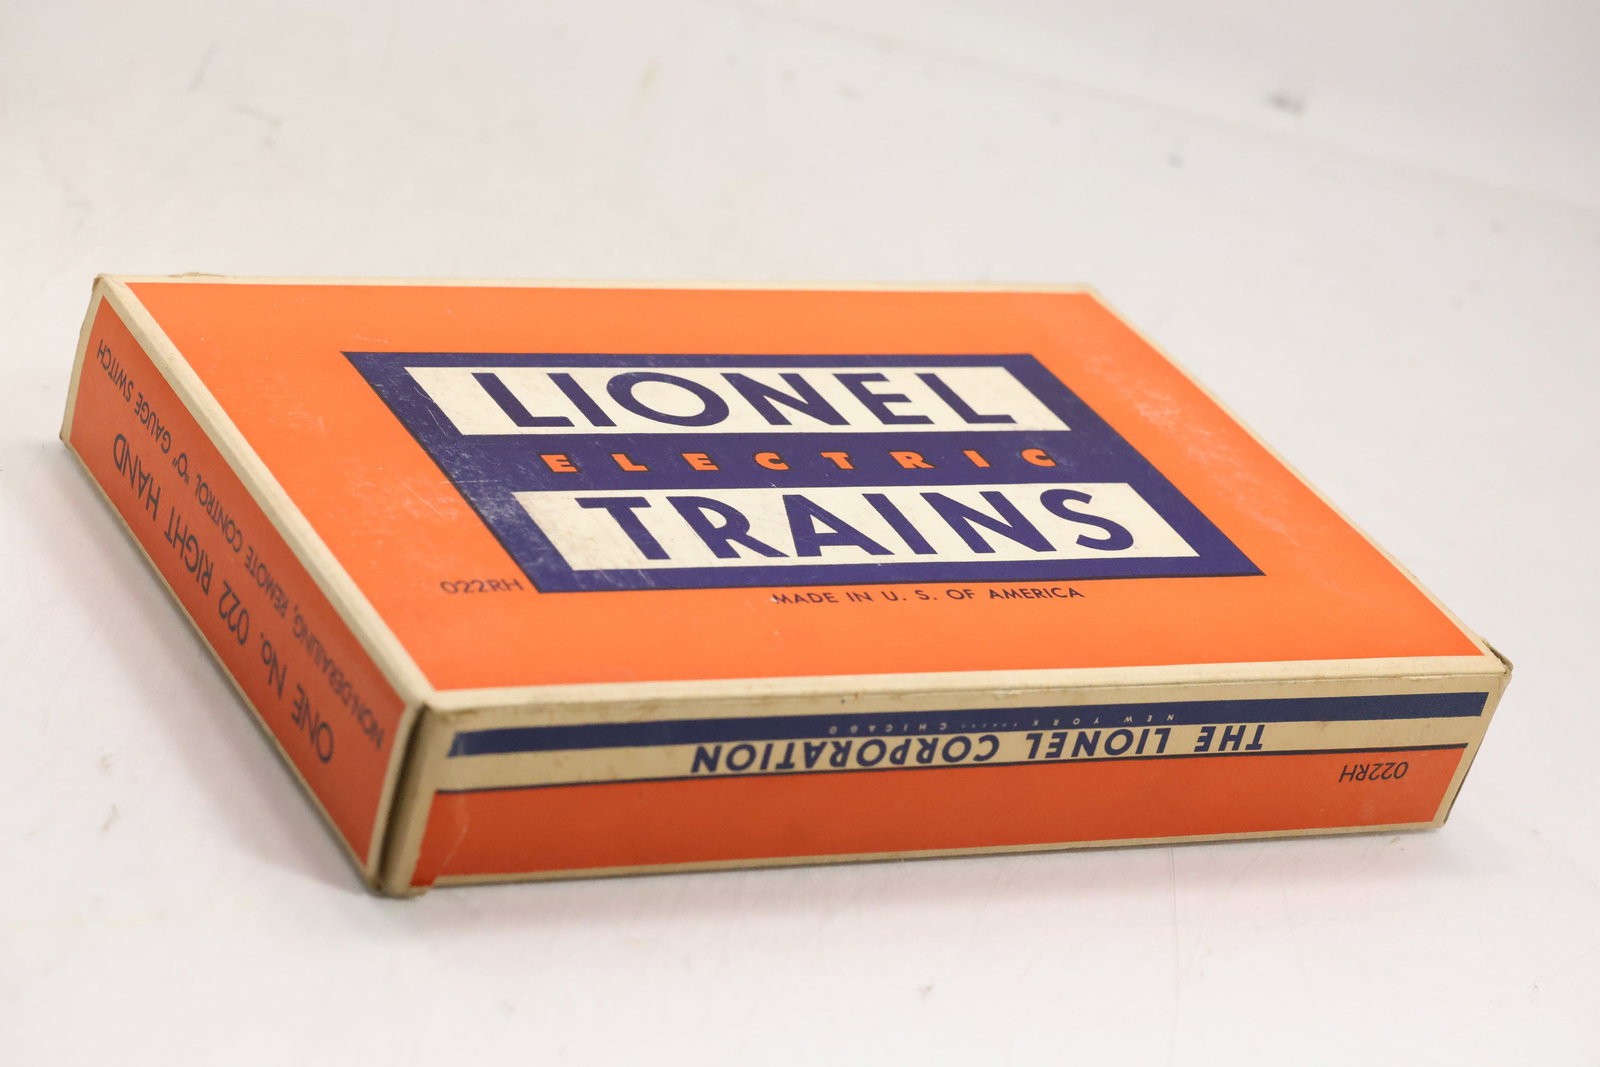 LIONEL
ELECTRIC
TRAINS
022RH
MADE IN U. S. OF AMERICA
ONE No. 022 RIGHT HAND
NON-DERAILING, REMOTE CONTROL "O" GAUGE SWITCH
THE LIONEL CORPORATION
NEW YORK ...... CHICAGO
022RH